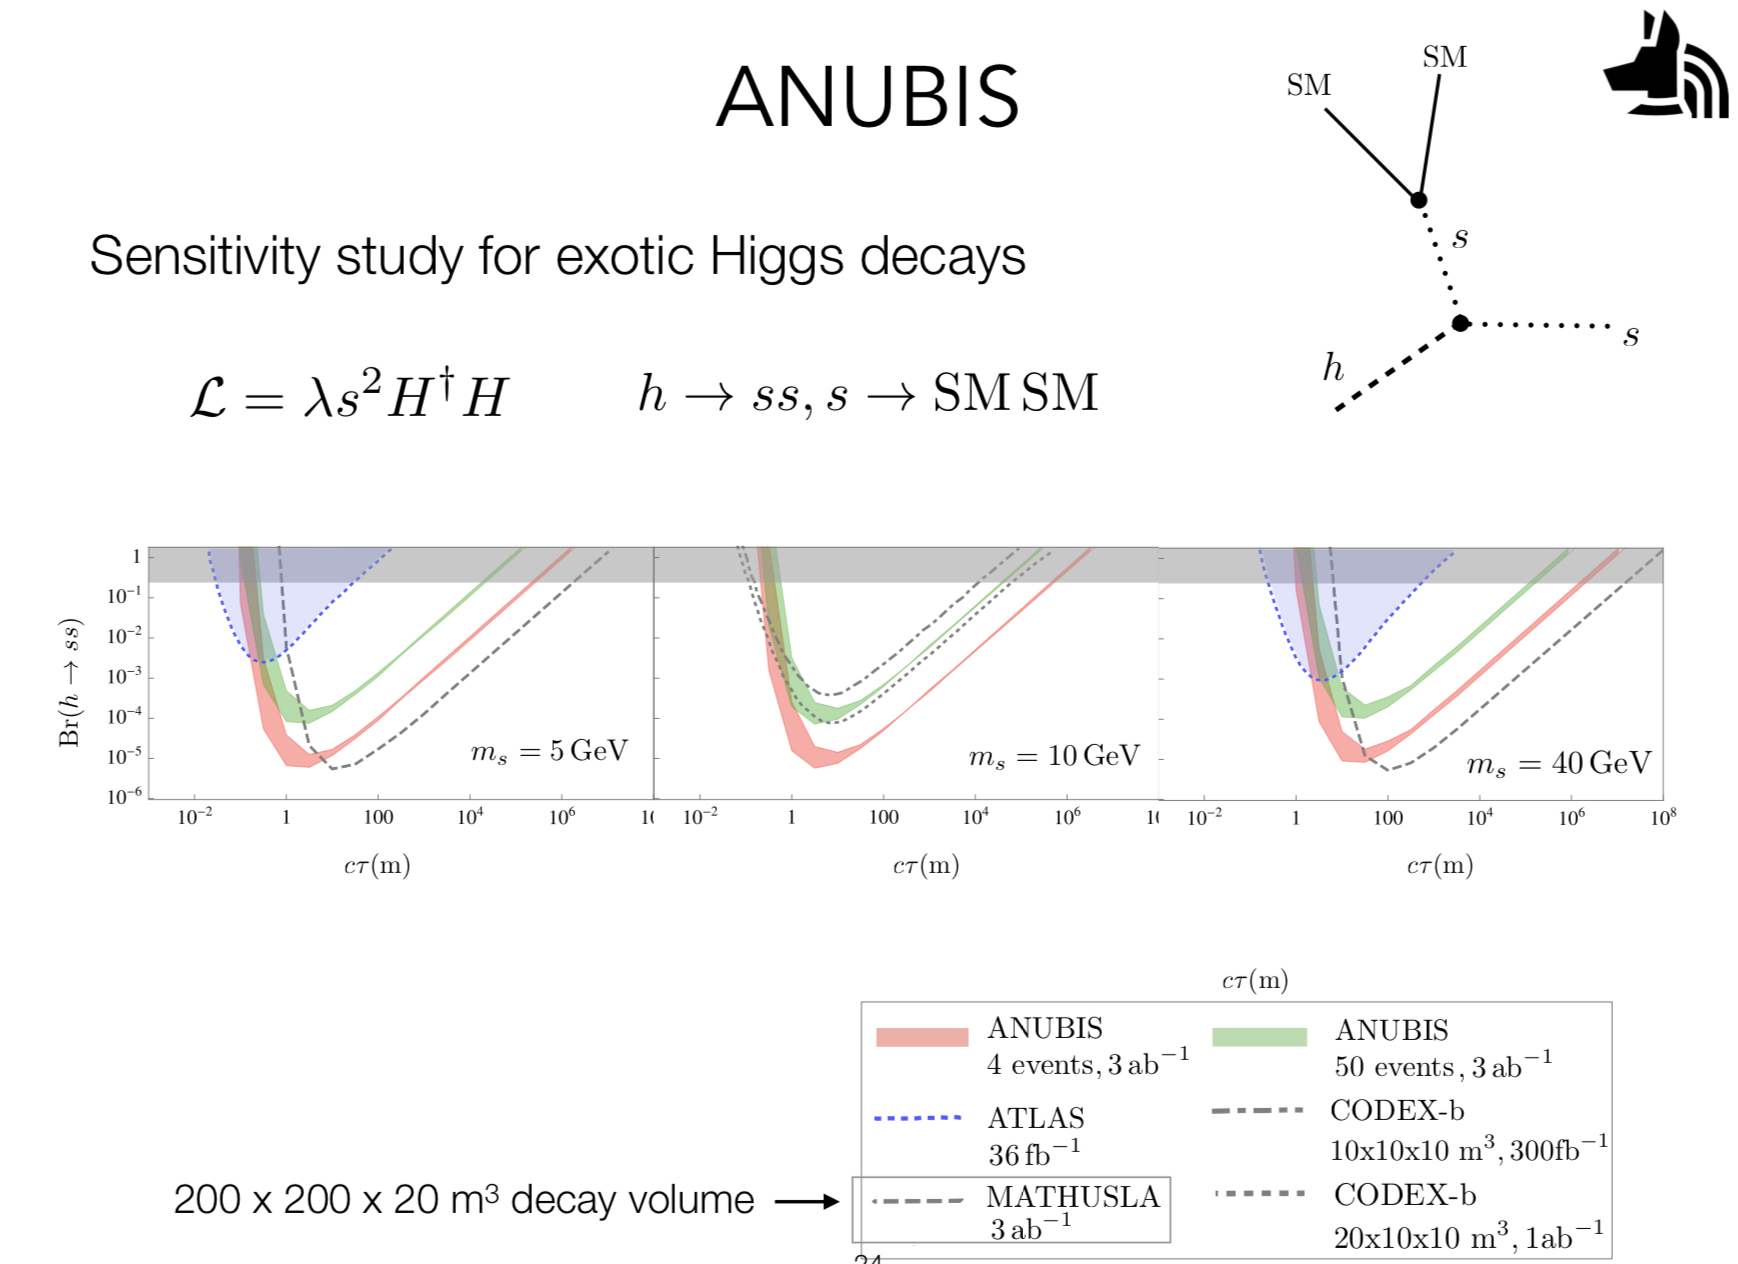 ANUBIS
SM
SM
s
s
h
Sensitivity study for exotic Higgs decays
ℒ = λs²H†H
h → ss, s → SM SM
Br(h → ss)
1
10⁻¹
10⁻²
10⁻³
10⁻⁴
10⁻⁵
10⁻⁶
m_s = 5 GeV
m_s = 10 GeV
m_s = 40 GeV
10⁻² 1 100 10⁴ 10⁶
10⁻² 1 100 10⁴ 10⁶
10⁻² 1 100 10⁴ 10⁶ 10⁸
cτ(m)
cτ(m)
cτ(m)
cτ(m)
ANUBIS
4 events, 3 ab⁻¹
ANUBIS
50 events, 3 ab⁻¹
ATLAS
36 fb⁻¹
CODEX-b
10x10x10 m³, 300fb⁻¹
MATHUSLA
3 ab⁻¹
CODEX-b
20x10x10 m³, 1ab⁻¹
200 x 200 x 20 m³ decay volume